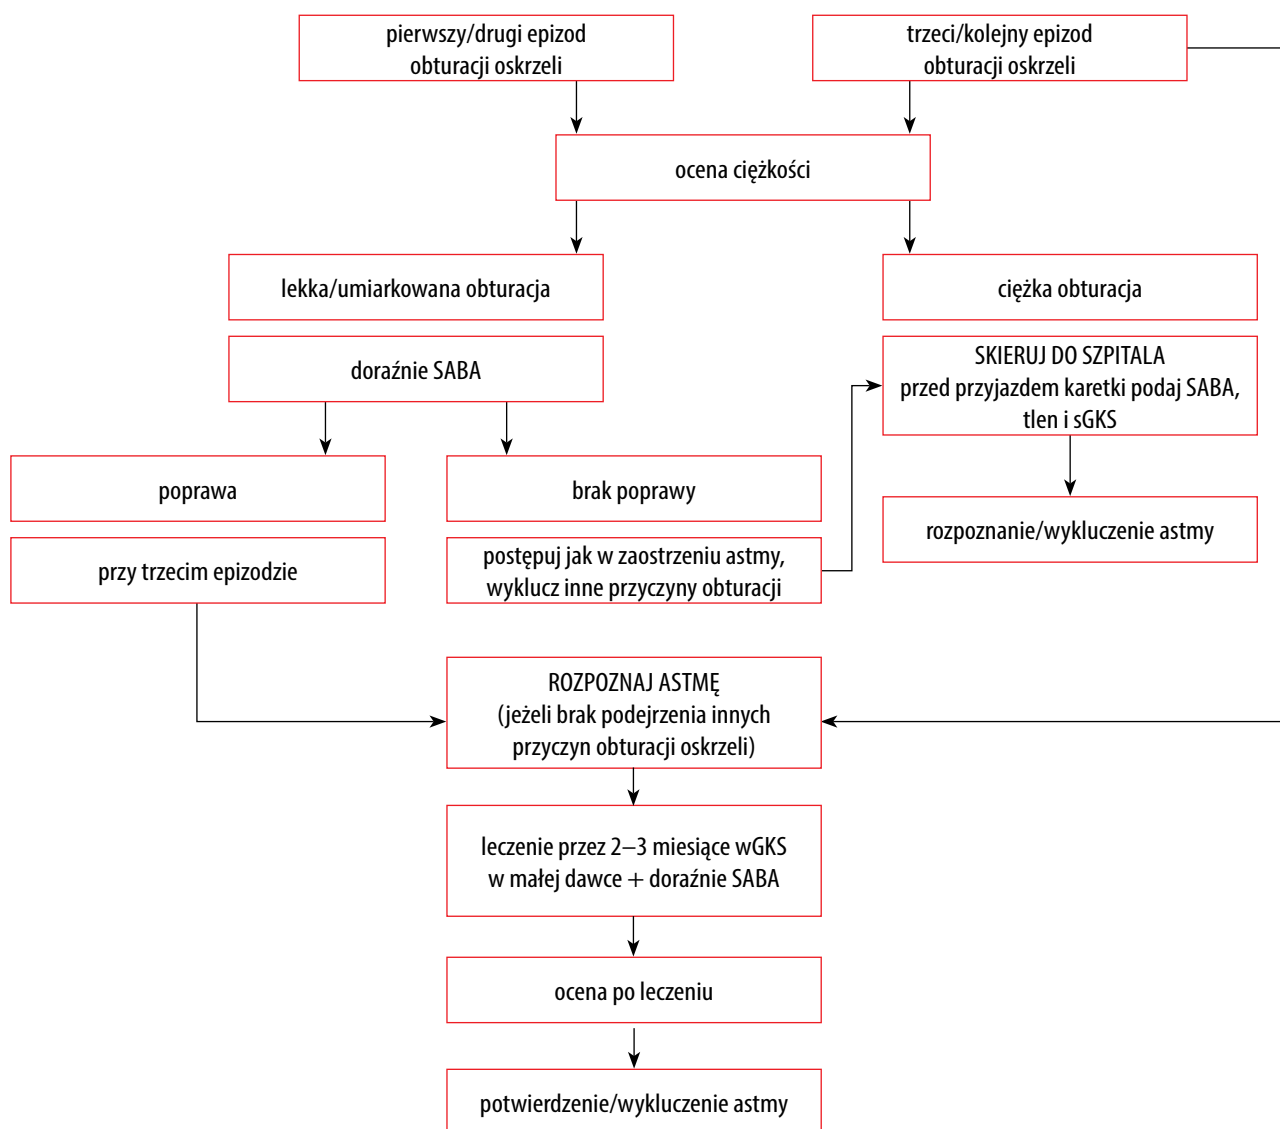 pierwszy/drugi epizod
obturacji oskrzeli
trzeci/kolejny epizod
obturacji oskrzeli
ocena ciężkości
lekka/umiarkowana obturacja
ciężka obturacja
doraźnie SABA
SKIERUJ DO SZPITALA
przed przyjazdem karetki podaj SABA,
tlen i sGKS
poprawa
brak poprawy
rozpoznanie/wykluczenie astmy
przy trzecim epizodzie
postępuj jak w zaostrzeniu astmy,
wyklucz inne przyczyny obturacji
ROZPOZNAJ ASTMĘ
(jeżeli brak podejrzenia innych
przyczyn obturacji oskrzeli)
leczenie przez 2–3 miesiące wGKS
w małej dawce + doraźnie SABA
ocena po leczeniu
potwierdzenie/wykluczenie astmy